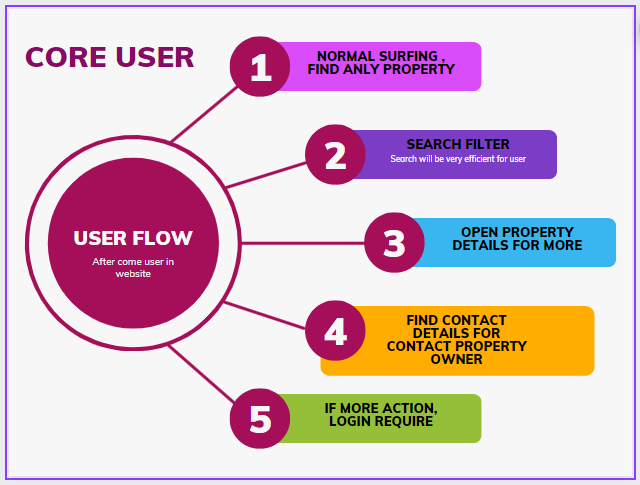 CORE USER
1
NORMAL SURFING ,
FIND ANLY PROPERTY
2
SEARCH FILTER
Search will be very efficient for user
USER FLOW
After come user in
website
3
OPEN PROPERTY
DETAILS FOR MORE
4
FIND CONTACT
DETAILS FOR
CONTACT PROPERTY
OWNER
5
IF MORE ACTION,
LOGIN REQUIRE